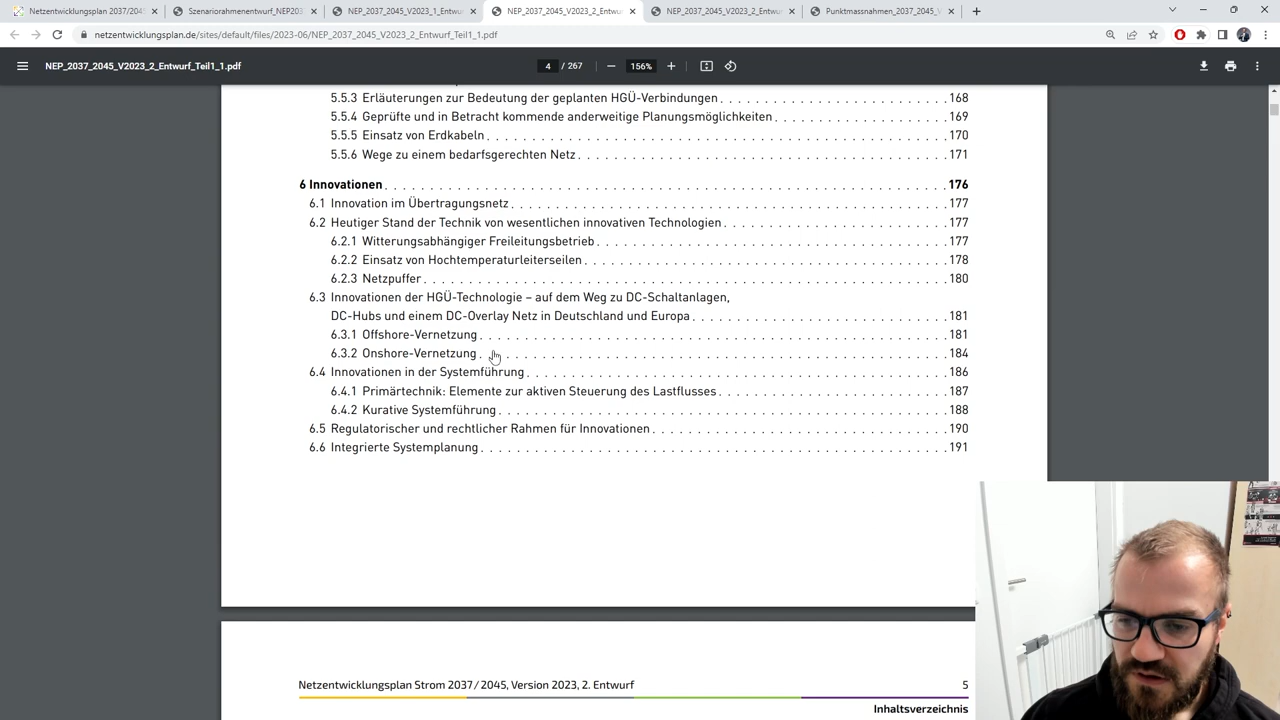 Netzentwicklungsplan 2037/2045
Szenariorahmenentwurf_NEP203
NEP_2037_2045_V2023_1_Entwurf
NEP_2037_2045_V2023_2_Entwu
NEP_2037_2045_V2023_2_Entwurf
Punktmassnahmen_2037_2045_V
netzentwicklungsplan.de/sites/default/files/2023-06/NEP_2037_2045_V2023_2_Entwurf_Teil1_1.pdf
NEP_2037_2045_V2023_2_Entwurf_Teil1_1.pdf
4 / 267
156%
5.5.3 Erläuterungen zur Bedeutung der geplanten HGÜ-Verbindungen 168
5.5.4 Geprüfte und in Betracht kommende anderweitige Planungsmöglichkeiten 169
5.5.5 Einsatz von Erdkabeln 170
5.5.6 Wege zu einem bedarfsgerechten Netz 171
6 Innovationen 176
6.1 Innovation im Übertragungsnetz 177
6.2 Heutiger Stand der Technik von wesentlichen innovativen Technologien 177
6.2.1 Witterungsabhängiger Freileitungsbetrieb 177
6.2.2 Einsatz von Hochtemperaturleiterseilen 178
6.2.3 Netzpuffer 180
6.3 Innovationen der HGÜ-Technologie – auf dem Weg zu DC-Schaltanlagen,
DC-Hubs und einem DC-Overlay Netz in Deutschland und Europa 181
6.3.1 Offshore-Vernetzung 181
6.3.2 Onshore-Vernetzung 184
6.4 Innovationen in der Systemführung 186
6.4.1 Primärtechnik: Elemente zur aktiven Steuerung des Lastflusses 187
6.4.2 Kurative Systemführung 188
6.5 Regulatorischer und rechtlicher Rahmen für Innovationen 190
6.6 Integrierte Systemplanung 191
Netzentwicklungsplan Strom 2037 / 2045, Version 2023, 2. Entwurf 5
Inhaltsverzeichnis